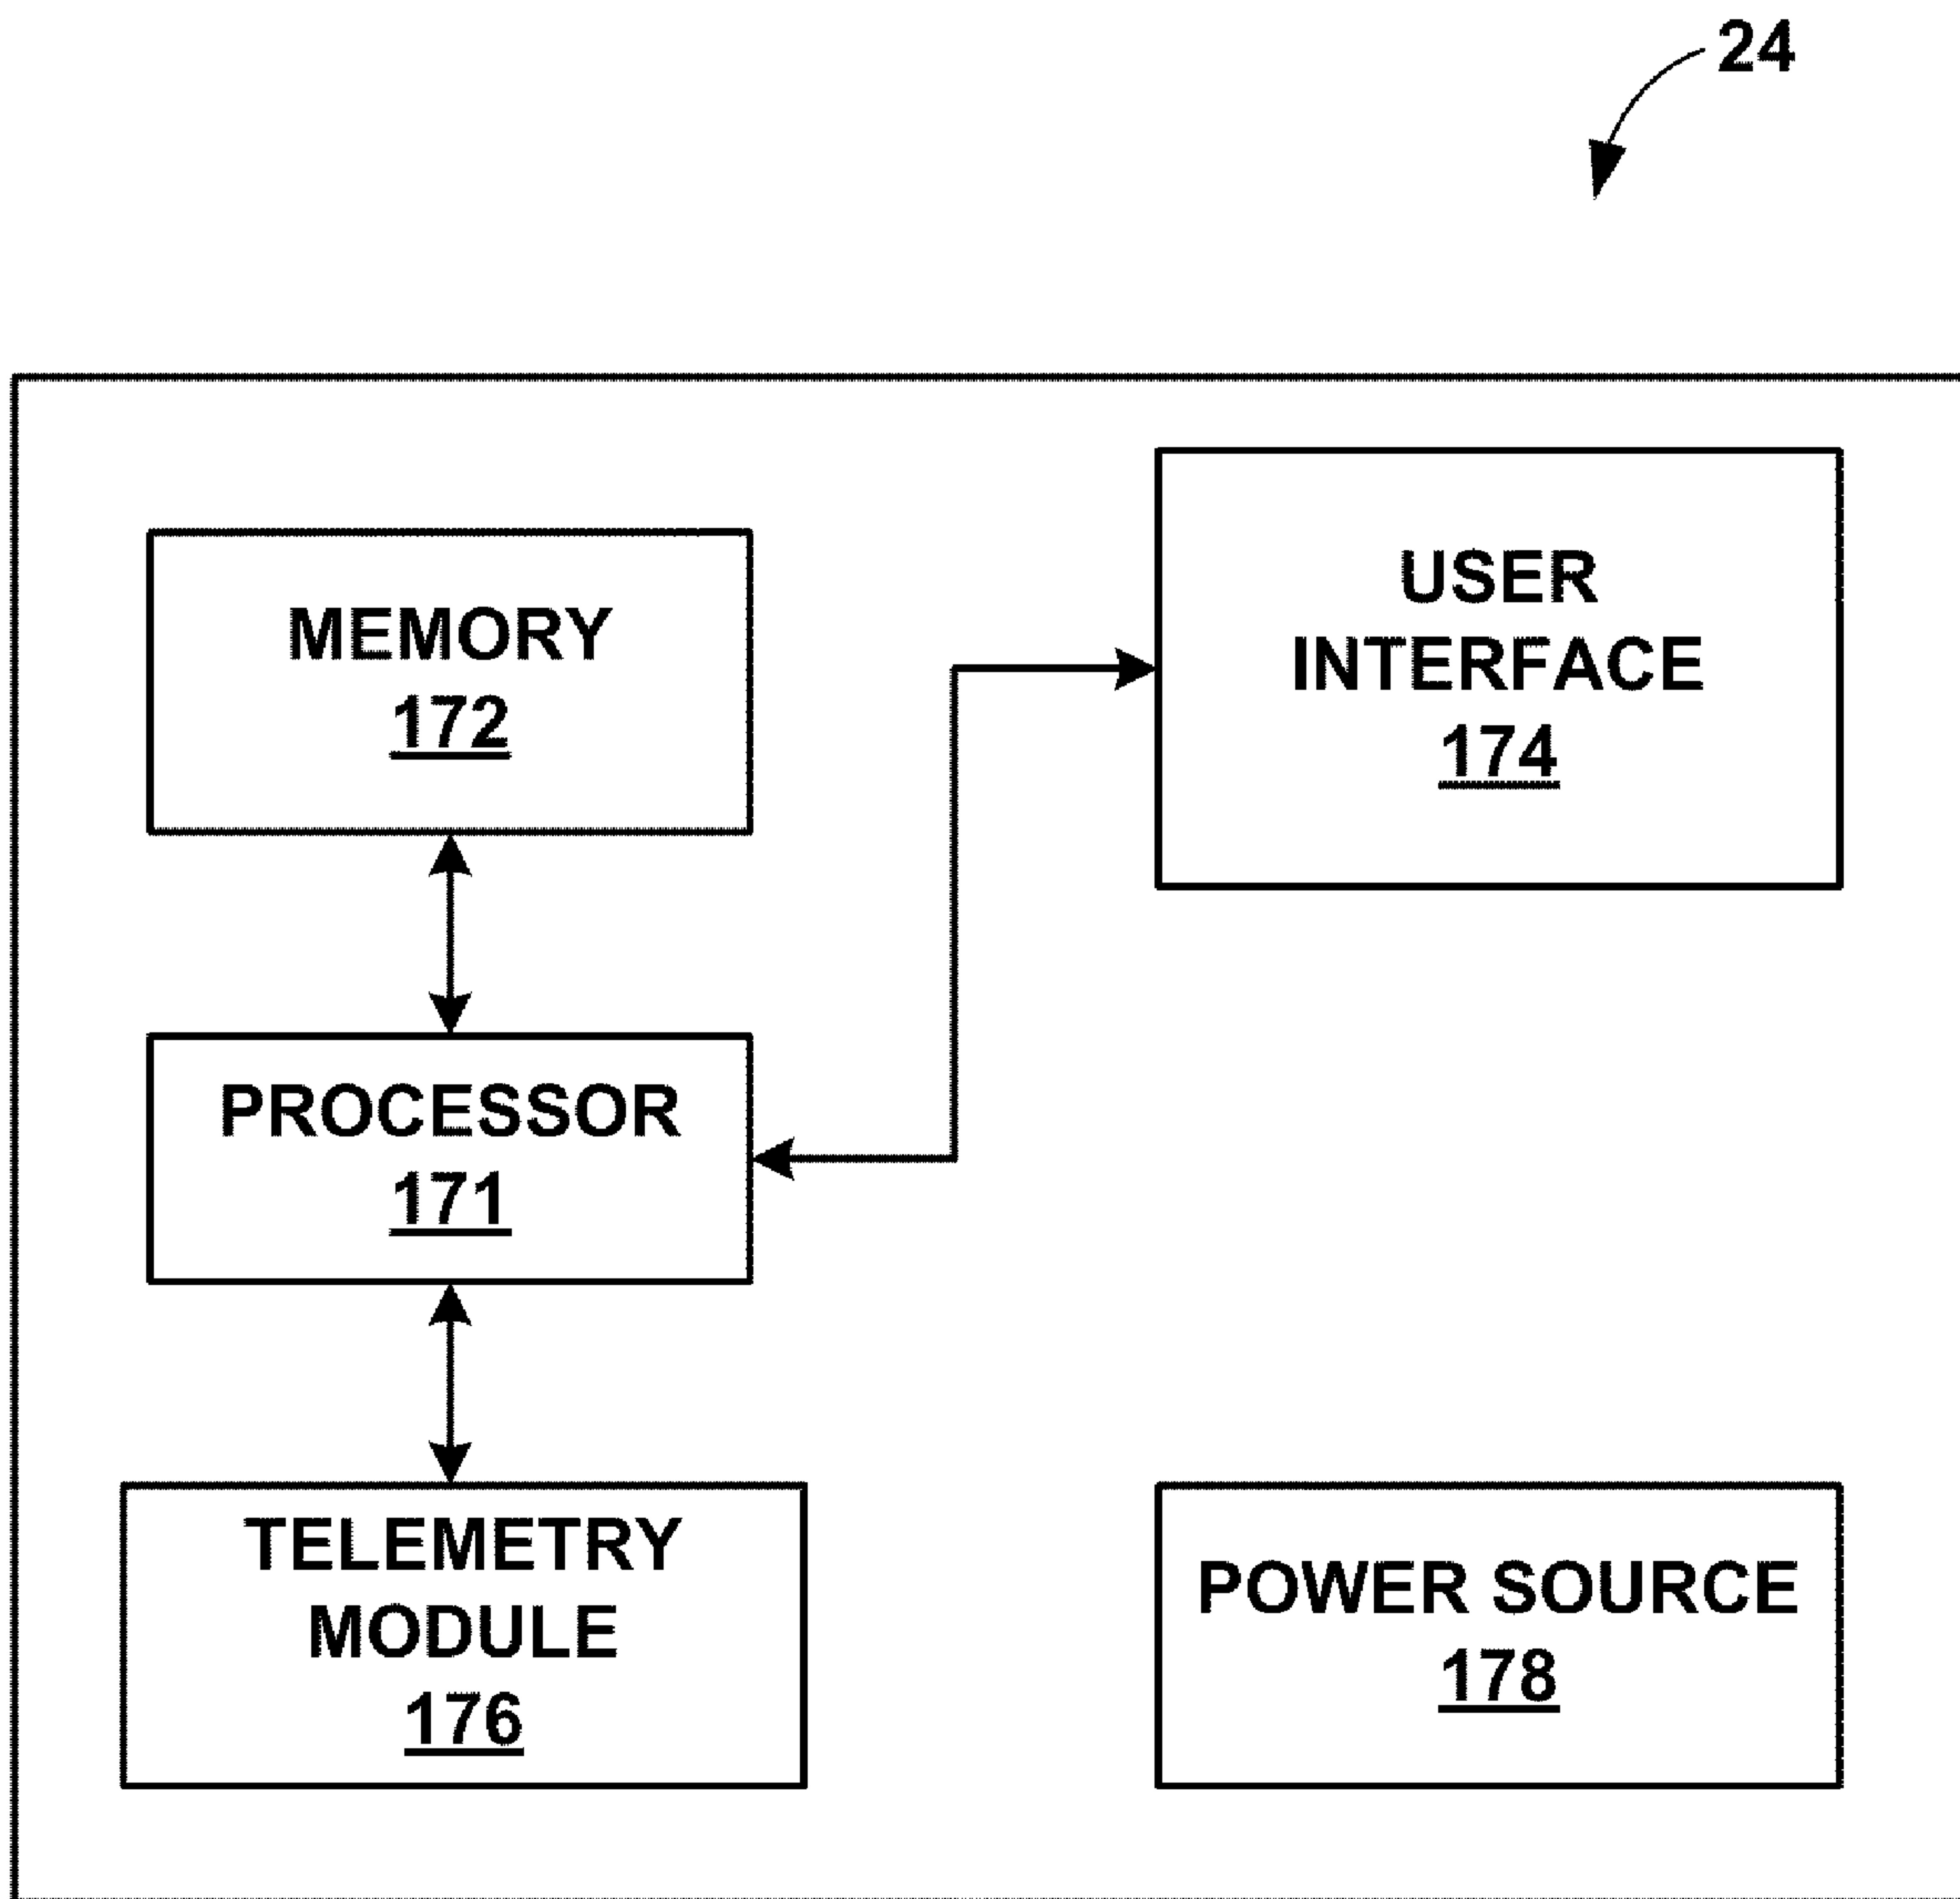 24
MEMORY
172
USER
INTERFACE
174
PROCESSOR
171
TELEMETRY
MODULE
176
POWER SOURCE
178